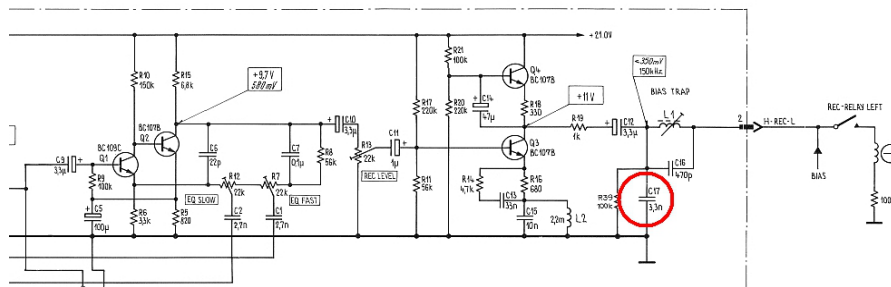 +21.0V
R10
150k
R15
6,8k
+9,7V
580mV
BC109C
Q1
BC107B
Q2
C9
3,3µ
R9
100k
C5
100µ
R6
3,3k
R5
820
C6
22p
C7
0,1µ
R8
56k
R12
22k
R7
22k
EQ SLOW
EQ FAST
C2
2,7n
C1
2,7n
C10
3,3µ
R13
22k
REC LEVEL
C11
1µ
R17
220k
R11
56k
R21
100k
R20
220k
C14
47µ
Q4
BC107B
R18
330
+11V
Q3
BC107B
R14
4,7k
R16
680
C13
33n
C15
10n
2,2m
L2
R19
1k
C12
3,3µ
<350mV
150kHz
BIAS TRAP
L1
C16
470p
R39
100k
C17
3,3n
2
H-REC-L
REC-RELAY LEFT
BIAS
100